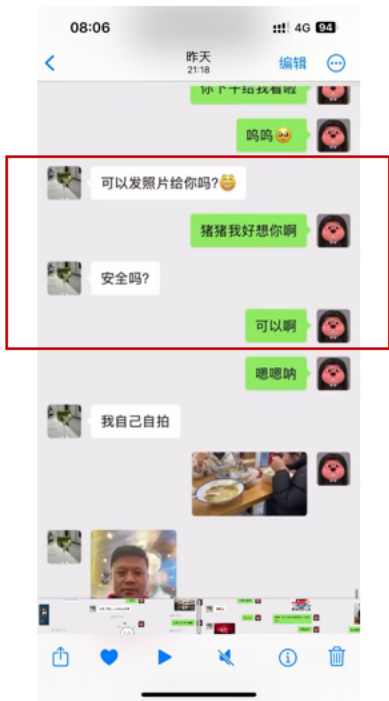 08:06
4G 94
昨天
21:18
编辑
呜呜
可以发照片给你吗?
猪猪我好想你啊
安全吗?
可以啊
嗯嗯呐
我自己自拍